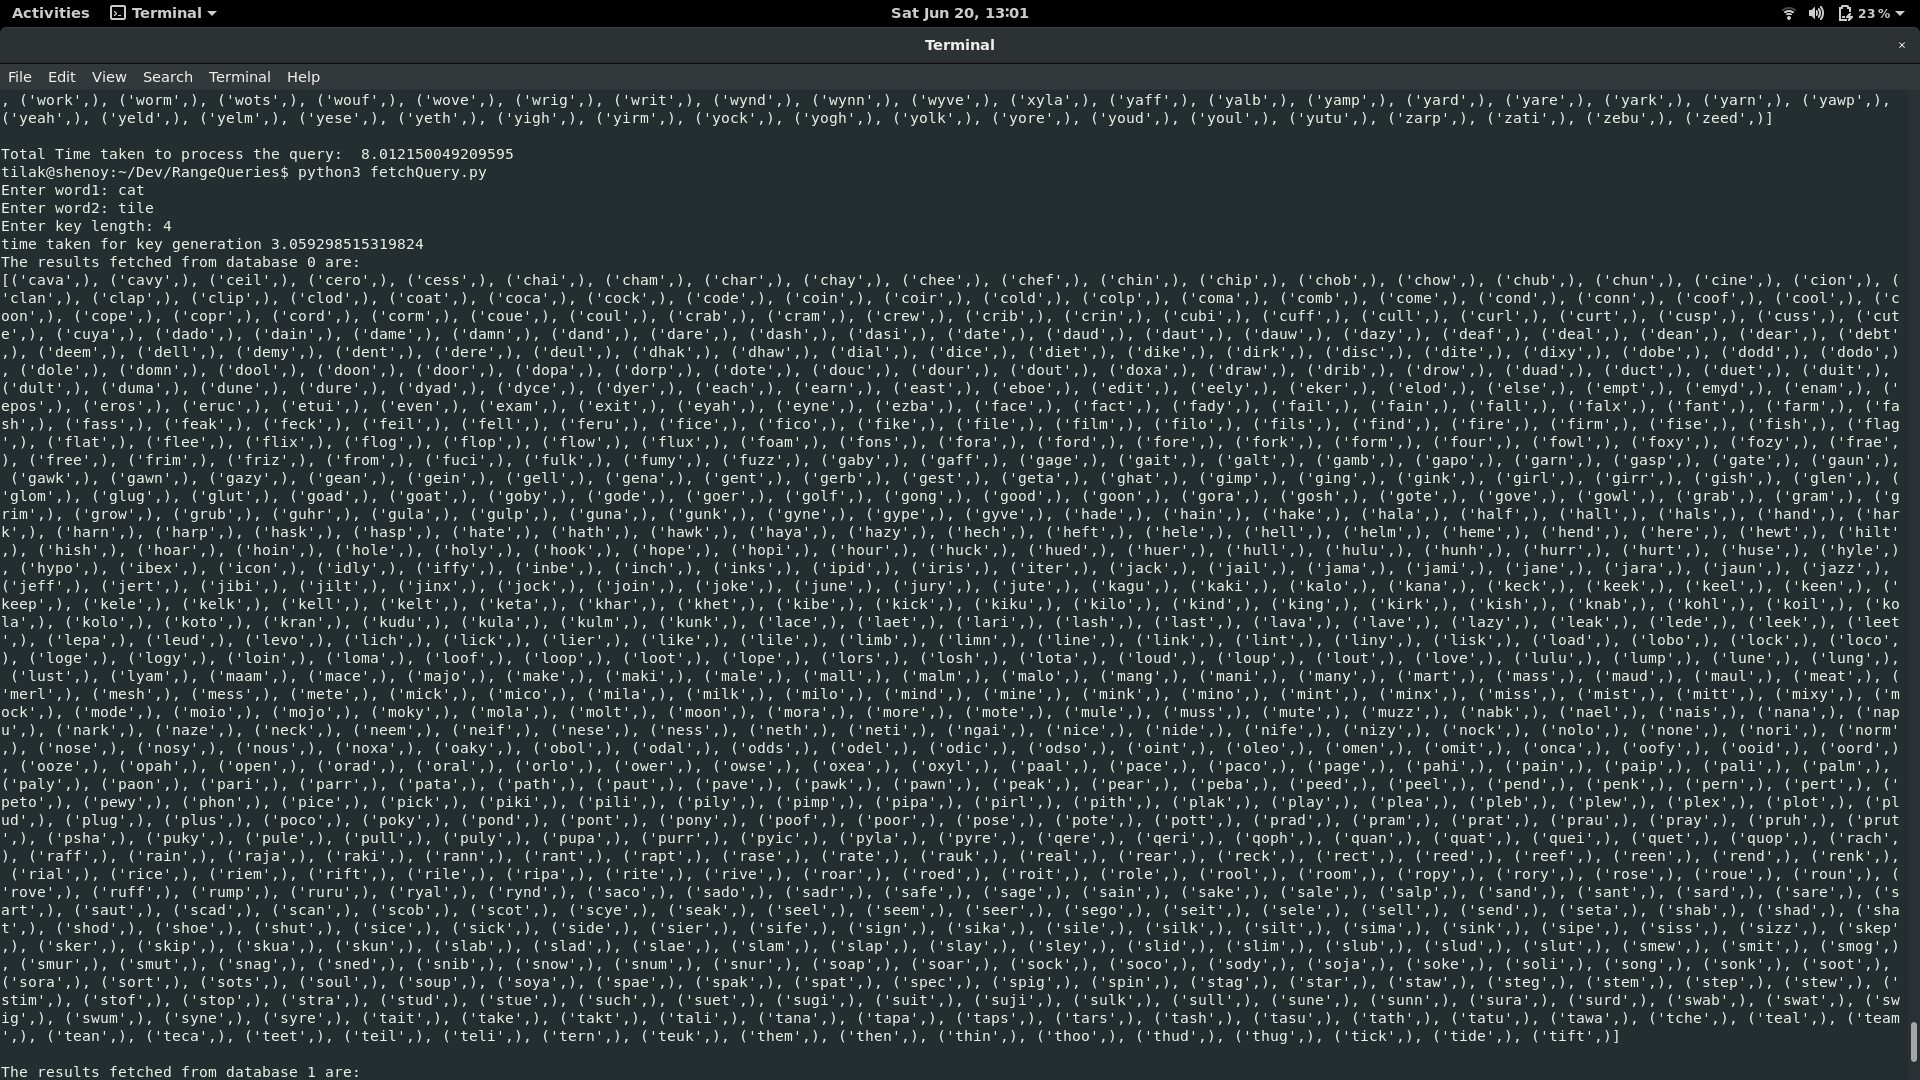 Activities Terminal Sat Jun 20, 13:01 23 %
Terminal ×
File Edit View Search Terminal Help
, ('work',), ('worm',), ('wots',), ('wouf',), ('wove',), ('wrig',), ('writ',), ('wynd',), ('wynn',), ('wyve',), ('xyla',), ('yaff',), ('yalb',), ('yamp',), ('yard',), ('yare',), ('yark',), ('yarn',), ('yawp',),
('yeah',), ('yeld',), ('yelm',), ('yese',), ('yeth',), ('yigh',), ('yirm',), ('yock',), ('yogh',), ('yolk',), ('yore',), ('youd',), ('youl',), ('yutu',), ('zarp',), ('zati',), ('zebu',), ('zeed',)]
Total Time taken to process the query:  8.012150049209595
tilak@shenoy:~/Dev/RangeQueries$ python3 fetchQuery.py
Enter word1: cat
Enter word2: tile
Enter key length: 4
time taken for key generation 3.059298515319824
The results fetched from database 0 are:
[('cava',), ('cavy',), ('ceil',), ('cero',), ('cess',), ('chai',), ('cham',), ('char',), ('chay',), ('chee',), ('chef',), ('chin',), ('chip',), ('chob',), ('chow',), ('chub',), ('chun',), ('cine',), ('cion',), (
'clan',), ('clap',), ('clip',), ('clod',), ('coat',), ('coca',), ('cock',), ('code',), ('coin',), ('coir',), ('cold',), ('colp',), ('coma',), ('comb',), ('come',), ('cond',), ('conn',), ('coof',), ('cool',), ('c
oon',), ('cope',), ('copr',), ('cord',), ('corm',), ('coue',), ('coul',), ('crab',), ('cram',), ('crew',), ('crib',), ('crin',), ('cubi',), ('cuff',), ('cull',), ('curl',), ('curt',), ('cusp',), ('cuss',), ('cut
e',), ('cuya',), ('dado',), ('dain',), ('dame',), ('damn',), ('dand',), ('dare',), ('dash',), ('dasi',), ('date',), ('daud',), ('daut',), ('dauw',), ('dazy',), ('deaf',), ('deal',), ('dean',), ('dear',), ('debt'
,), ('deem',), ('dell',), ('demy',), ('dent',), ('dere',), ('deul',), ('dhak',), ('dhaw',), ('dial',), ('dice',), ('diet',), ('dike',), ('dirk',), ('disc',), ('dite',), ('dixy',), ('dobe',), ('dodd',), ('dodo',)
, ('dole',), ('domn',), ('dool',), ('doon',), ('door',), ('dopa',), ('dorp',), ('dote',), ('douc',), ('dour',), ('dout',), ('doxa',), ('draw',), ('drib',), ('drow',), ('duad',), ('duct',), ('duet',), ('duit',),
('dult',), ('duma',), ('dune',), ('dure',), ('dyad',), ('dyce',), ('dyer',), ('each',), ('earn',), ('east',), ('eboe',), ('edit',), ('eely',), ('eker',), ('elod',), ('else',), ('empt',), ('emyd',), ('enam',), ('
epos',), ('eros',), ('eruc',), ('etui',), ('even',), ('exam',), ('exit',), ('eyah',), ('eyne',), ('ezba',), ('face',), ('fact',), ('fady',), ('fail',), ('fain',), ('fall',), ('falx',), ('fant',), ('farm',), ('fa
sh',), ('fass',), ('feak',), ('feck',), ('feil',), ('fell',), ('feru',), ('fice',), ('fico',), ('fike',), ('file',), ('film',), ('filo',), ('fils',), ('find',), ('fire',), ('firm',), ('fise',), ('fish',), ('flag
',), ('flat',), ('flee',), ('flix',), ('flog',), ('flop',), ('flow',), ('flux',), ('foam',), ('fons',), ('fora',), ('ford',), ('fore',), ('fork',), ('form',), ('four',), ('fowl',), ('foxy',), ('fozy',), ('frae',
), ('free',), ('frim',), ('friz',), ('from',), ('fuci',), ('fulk',), ('fumy',), ('fuzz',), ('gaby',), ('gaff',), ('gage',), ('gait',), ('galt',), ('gamb',), ('gapo',), ('garn',), ('gasp',), ('gate',), ('gaun',),
 ('gawk',), ('gawn',), ('gazy',), ('gean',), ('gein',), ('gell',), ('gena',), ('gent',), ('gerb',), ('gest',), ('geta',), ('ghat',), ('gimp',), ('ging',), ('gink',), ('girl',), ('girr',), ('gish',), ('glen',), (
'glom',), ('glug',), ('glut',), ('goad',), ('goat',), ('goby',), ('gode',), ('goer',), ('golf',), ('gong',), ('good',), ('goon',), ('gora',), ('gosh',), ('gote',), ('gove',), ('gowl',), ('grab',), ('gram',), ('g
rim',), ('grow',), ('grub',), ('guhr',), ('gula',), ('gulp',), ('guna',), ('gunk',), ('gyne',), ('gype',), ('gyve',), ('hade',), ('hain',), ('hake',), ('hala',), ('half',), ('hall',), ('hals',), ('hand',), ('har
k',), ('harn',), ('harp',), ('hask',), ('hasp',), ('hate',), ('hath',), ('hawk',), ('haya',), ('hazy',), ('hech',), ('heft',), ('hele',), ('hell',), ('helm',), ('heme',), ('hend',), ('here',), ('hewt',), ('hilt'
,), ('hish',), ('hoar',), ('hoin',), ('hole',), ('holy',), ('hook',), ('hope',), ('hopi',), ('hour',), ('huck',), ('hued',), ('huer',), ('hull',), ('hulu',), ('hunh',), ('hurr',), ('hurt',), ('huse',), ('hyle',)
, ('hypo',), ('ibex',), ('icon',), ('idly',), ('iffy',), ('inbe',), ('inch',), ('inks',), ('ipid',), ('iris',), ('iter',), ('jack',), ('jail',), ('jama',), ('jami',), ('jane',), ('jara',), ('jaun',), ('jazz',),
('jeff',), ('jert',), ('jibi',), ('jilt',), ('jinx',), ('jock',), ('join',), ('joke',), ('june',), ('jury',), ('jute',), ('kagu',), ('kaki',), ('kalo',), ('kana',), ('keck',), ('keek',), ('keel',), ('keen',), ('
keep',), ('kele',), ('kelk',), ('kell',), ('kelt',), ('keta',), ('khar',), ('khet',), ('kibe',), ('kick',), ('kiku',), ('kilo',), ('kind',), ('king',), ('kirk',), ('kish',), ('knab',), ('kohl',), ('koil',), ('ko
la',), ('kolo',), ('koto',), ('kran',), ('kudu',), ('kula',), ('kulm',), ('kunk',), ('lace',), ('laet',), ('lari',), ('lash',), ('last',), ('lava',), ('lave',), ('lazy',), ('leak',), ('lede',), ('leek',), ('leet
',), ('lepa',), ('leud',), ('levo',), ('lich',), ('lick',), ('lier',), ('like',), ('lile',), ('limb',), ('limn',), ('line',), ('link',), ('lint',), ('liny',), ('lisk',), ('load',), ('lobo',), ('lock',), ('loco',
), ('loge',), ('logy',), ('loin',), ('loma',), ('loof',), ('loop',), ('loot',), ('lope',), ('lors',), ('losh',), ('lota',), ('loud',), ('loup',), ('lout',), ('love',), ('lulu',), ('lump',), ('lune',), ('lung',),
 ('lust',), ('lyam',), ('maam',), ('mace',), ('majo',), ('make',), ('maki',), ('male',), ('mall',), ('malm',), ('malo',), ('mang',), ('mani',), ('many',), ('mart',), ('mass',), ('maud',), ('maul',), ('meat',), (
'merl',), ('mesh',), ('mess',), ('mete',), ('mick',), ('mico',), ('mila',), ('milk',), ('milo',), ('mind',), ('mine',), ('mink',), ('mino',), ('mint',), ('minx',), ('miss',), ('mist',), ('mitt',), ('mixy',), ('m
ock',), ('mode',), ('moio',), ('mojo',), ('moky',), ('mola',), ('molt',), ('moon',), ('mora',), ('more',), ('mote',), ('mule',), ('muss',), ('mute',), ('muzz',), ('nabk',), ('nael',), ('nais',), ('nana',), ('nap
u',), ('nark',), ('naze',), ('neck',), ('neem',), ('neif',), ('nese',), ('ness',), ('neth',), ('neti',), ('ngai',), ('nice',), ('nide',), ('nife',), ('nizy',), ('nock',), ('nolo',), ('none',), ('nori',), ('norm'
,), ('nose',), ('nosy',), ('nous',), ('noxa',), ('oaky',), ('obol',), ('odal',), ('odds',), ('odel',), ('odic',), ('odso',), ('oint',), ('oleo',), ('omen',), ('omit',), ('onca',), ('oofy',), ('ooid',), ('oord',)
, ('ooze',), ('opah',), ('open',), ('orad',), ('oral',), ('orlo',), ('ower',), ('owse',), ('oxea',), ('oxyl',), ('paal',), ('pace',), ('paco',), ('page',), ('pahi',), ('pain',), ('paip',), ('pali',), ('palm',),
('paly',), ('paon',), ('pari',), ('parr',), ('pata',), ('path',), ('paut',), ('pave',), ('pawk',), ('pawn',), ('peak',), ('pear',), ('peba',), ('peed',), ('peel',), ('pend',), ('penk',), ('pern',), ('pert',), ('
peto',), ('pewy',), ('phon',), ('pice',), ('pick',), ('piki',), ('pili',), ('pily',), ('pimp',), ('pipa',), ('pirl',), ('pith',), ('plak',), ('play',), ('plea',), ('pleb',), ('plew',), ('plex',), ('plot',), ('pl
ud',), ('plug',), ('plus',), ('poco',), ('poky',), ('pond',), ('pont',), ('pony',), ('poof',), ('poor',), ('pose',), ('pote',), ('pott',), ('prad',), ('pram',), ('prat',), ('prau',), ('pray',), ('pruh',), ('prut
',), ('psha',), ('puky',), ('pule',), ('pull',), ('puly',), ('pupa',), ('purr',), ('pyic',), ('pyla',), ('pyre',), ('qere',), ('qeri',), ('qoph',), ('quan',), ('quat',), ('quei',), ('quet',), ('quop',), ('rach',
), ('raff',), ('rain',), ('raja',), ('raki',), ('rann',), ('rant',), ('rapt',), ('rase',), ('rate',), ('rauk',), ('real',), ('rear',), ('reck',), ('rect',), ('reed',), ('reef',), ('reen',), ('rend',), ('renk',),
 ('rial',), ('rice',), ('riem',), ('rift',), ('rile',), ('ripa',), ('rite',), ('rive',), ('roar',), ('roed',), ('roit',), ('role',), ('rool',), ('room',), ('ropy',), ('rory',), ('rose',), ('roue',), ('roun',), (
'rove',), ('ruff',), ('rump',), ('ruru',), ('ryal',), ('rynd',), ('saco',), ('sado',), ('sadr',), ('safe',), ('sage',), ('sain',), ('sake',), ('sale',), ('salp',), ('sand',), ('sant',), ('sard',), ('sare',), ('s
art',), ('saut',), ('scad',), ('scan',), ('scob',), ('scot',), ('scye',), ('seak',), ('seel',), ('seem',), ('seer',), ('sego',), ('seit',), ('sele',), ('sell',), ('send',), ('seta',), ('shab',), ('shad',), ('sha
t',), ('shod',), ('shoe',), ('shut',), ('sice',), ('sick',), ('side',), ('sier',), ('sife',), ('sign',), ('sika',), ('sile',), ('silk',), ('silt',), ('sima',), ('sink',), ('sipe',), ('siss',), ('sizz',), ('skep'
,), ('sker',), ('skip',), ('skua',), ('skun',), ('slab',), ('slad',), ('slae',), ('slam',), ('slap',), ('slay',), ('sley',), ('slid',), ('slim',), ('slub',), ('slud',), ('slut',), ('smew',), ('smit',), ('smog',)
, ('smur',), ('smut',), ('snag',), ('sned',), ('snib',), ('snow',), ('snum',), ('snur',), ('soap',), ('soar',), ('sock',), ('soco',), ('sody',), ('soja',), ('soke',), ('soli',), ('song',), ('sonk',), ('soot',),
('sora',), ('sort',), ('sots',), ('soul',), ('soup',), ('soya',), ('spae',), ('spak',), ('spat',), ('spec',), ('spig',), ('spin',), ('stag',), ('star',), ('staw',), ('steg',), ('stem',), ('step',), ('stew',), ('
stim',), ('stof',), ('stop',), ('stra',), ('stud',), ('stue',), ('such',), ('suet',), ('sugi',), ('suit',), ('suji',), ('sulk',), ('sull',), ('sune',), ('sunn',), ('sura',), ('surd',), ('swab',), ('swat',), ('sw
ig',), ('swum',), ('syne',), ('syre',), ('tait',), ('take',), ('takt',), ('tali',), ('tana',), ('tapa',), ('taps',), ('tars',), ('tash',), ('tasu',), ('tath',), ('tatu',), ('tawa',), ('tche',), ('teal',), ('team
',), ('tean',), ('teca',), ('teet',), ('teil',), ('teli',), ('tern',), ('teuk',), ('them',), ('then',), ('thin',), ('thoo',), ('thud',), ('thug',), ('tick',), ('tide',), ('tift',)]
The results fetched from database 1 are: